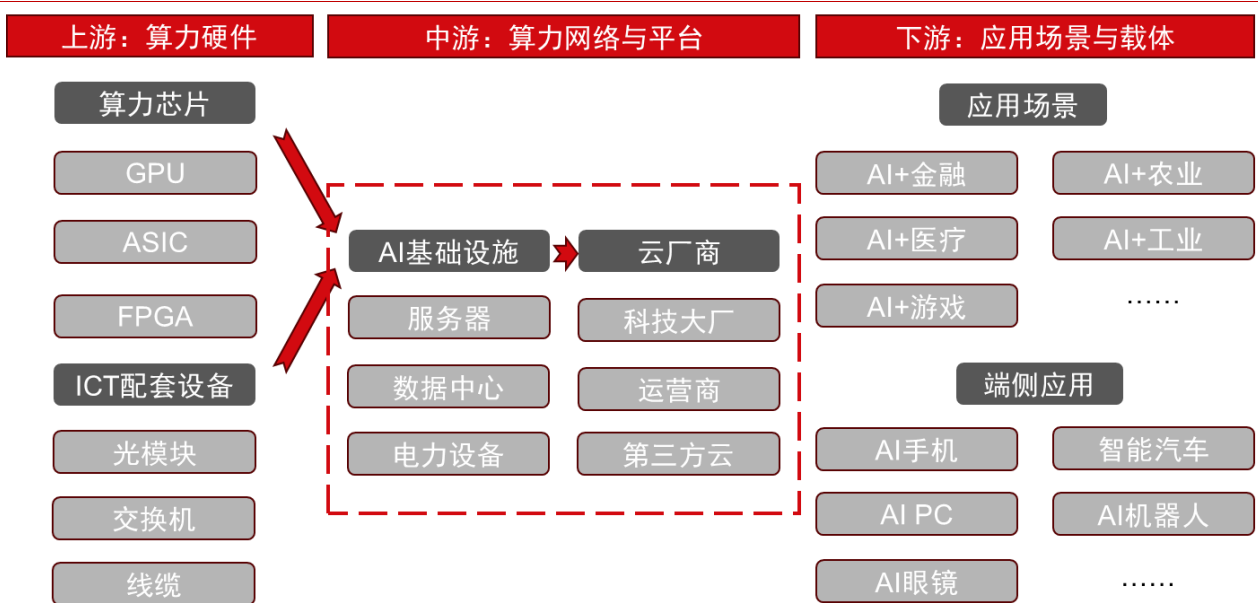 上游：算力硬件
中游：算力网络与平台
下游：应用场景与载体
算力芯片
GPU
ASIC
FPGA
ICT配套设备
光模块
交换机
线缆
AI基础设施
云厂商
服务器
科技大厂
数据中心
运营商
电力设备
第三方云
应用场景
AI+金融
AI+农业
AI+医疗
AI+工业
AI+游戏
……
端侧应用
AI手机
智能汽车
AI PC
AI机器人
AI眼镜
……